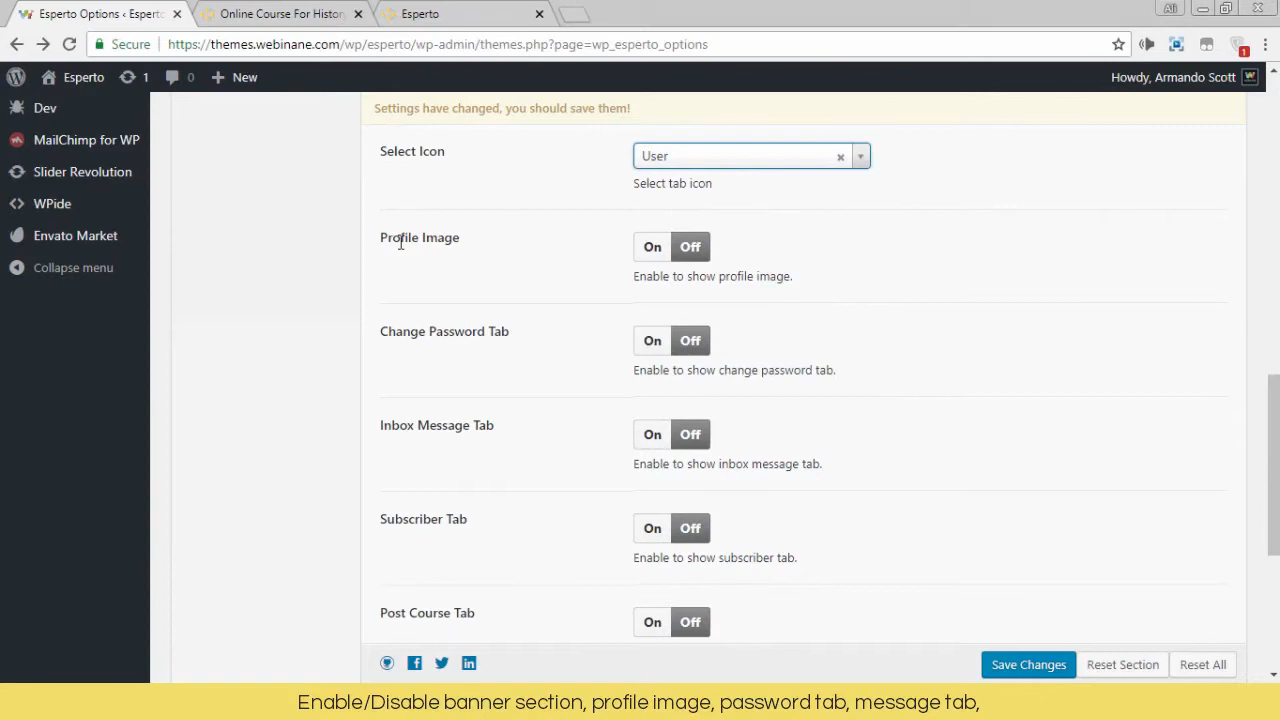 Esperto Options ‹ Esperto
Online Course For History
Esperto
All
Secure
https://themes.webinane.com/wp/esperto/wp-admin/themes.php?page=wp_esperto_options
1
Esperto
1
0
New
Howdy, Armando Scott
Dev
MailChimp for WP
Slider Revolution
WPide
Envato Market
Collapse menu
Settings have changed, you should save them!
Select Icon
User
Select tab icon
Profile Image
On Off
Enable to show profile image.
Change Password Tab
On Off
Enable to show change password tab.
Inbox Message Tab
On Off
Enable to show inbox message tab.
Subscriber Tab
On Off
Enable to show subscriber tab.
Post Course Tab
On Off
Save Changes Reset Section Reset All
Enable/Disable banner section, profile image, password tab, message tab,